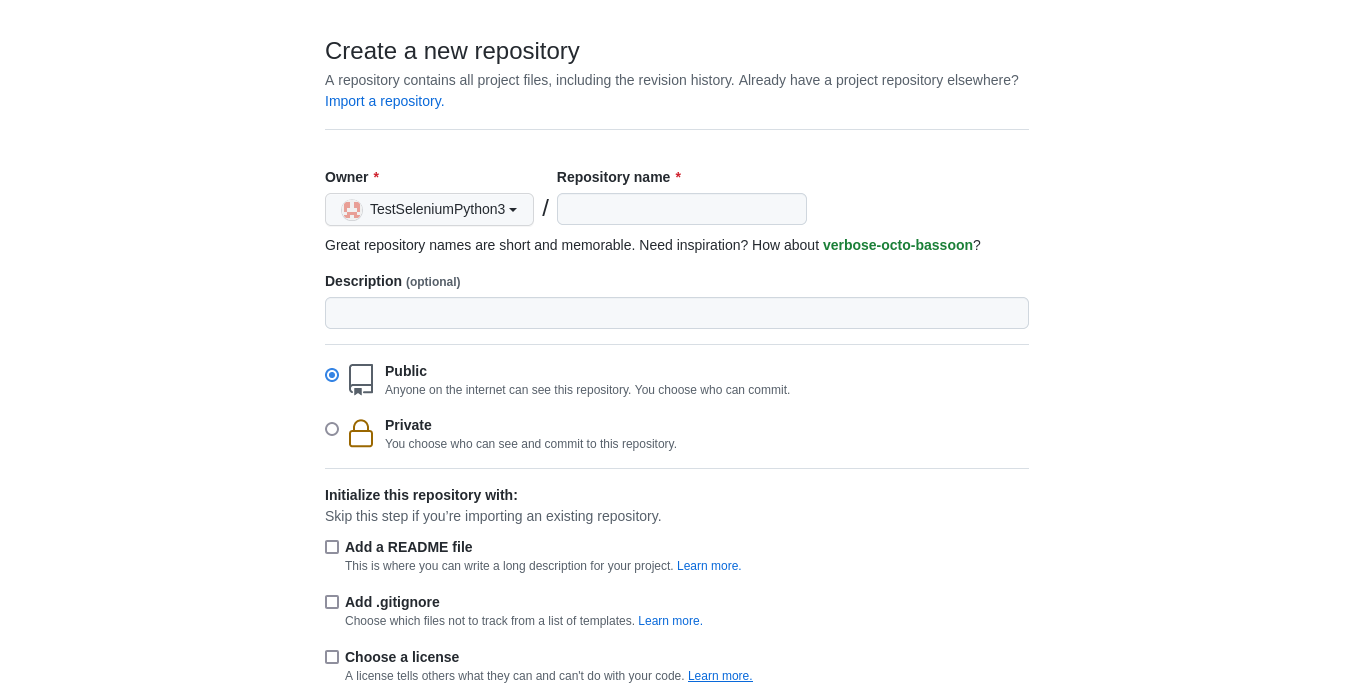 Create a new repository
A repository contains all project files, including the revision history. Already have a project repository elsewhere?
Import a repository.
Owner * Repository name *
TestSeleniumPython3 /
Great repository names are short and memorable. Need inspiration? How about verbose-octo-bassoon?
Description (optional)
Public
Anyone on the internet can see this repository. You choose who can commit.
Private
You choose who can see and commit to this repository.
Initialize this repository with:
Skip this step if you’re importing an existing repository.
Add a README file
This is where you can write a long description for your project. Learn more.
Add .gitignore
Choose which files not to track from a list of templates. Learn more.
Choose a license
A license tells others what they can and can't do with your code. Learn more.